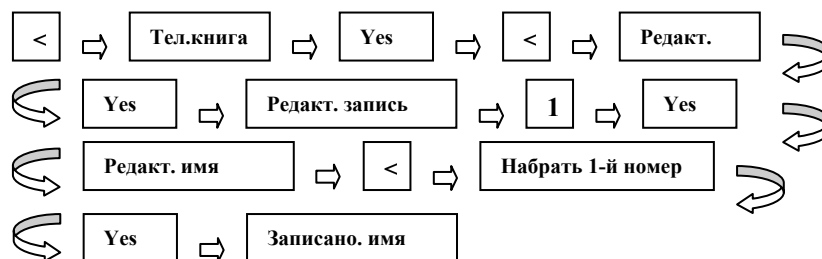 < Тел.книга Yes < Редакт.
Yes Редакт. запись 1 Yes
Редакт. имя < Набрать 1-й номер
Yes Записано. имя